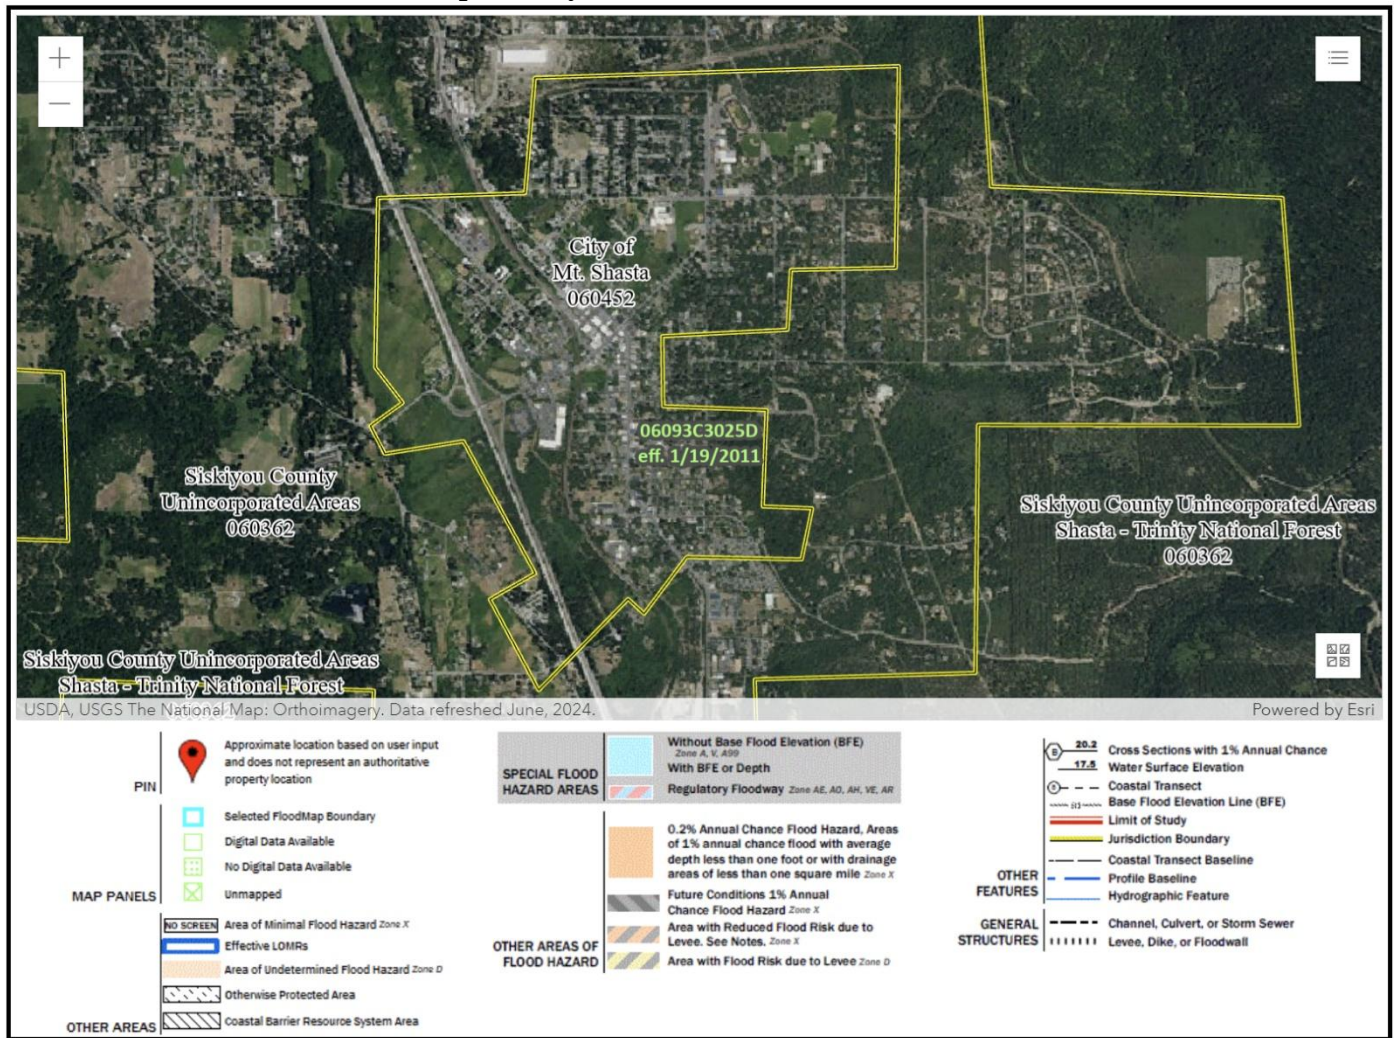 City of
Mt. Shasta
060452
06093C3025D
eff. 1/19/2011
Siskiyou County
Unincorporated Areas
060362
Siskiyou County Unincorporated Areas
Shasta - Trinity National Forest
060362
Siskiyou County Unincorporated Areas
Shasta - Trinity National Forest
USDA, USGS The National Map: Orthoimagery. Data refreshed June, 2024.
Powered by Esri
PIN
Approximate location based on user input
and does not represent an authoritative
property location
MAP PANELS
Selected FloodMap Boundary
Digital Data Available
No Digital Data Available
Unmapped
OTHER AREAS
NO SCREEN Area of Minimal Flood Hazard Zone X
Effective LOMRs
Area of Undetermined Flood Hazard Zone D
Otherwise Protected Area
Coastal Barrier Resource System Area
SPECIAL FLOOD
HAZARD AREAS
Without Base Flood Elevation (BFE)
Zone A, V, A99
With BFE or Depth
Regulatory Floodway Zone AE, AO, AH, VE, AR
OTHER AREAS OF
FLOOD HAZARD
0.2% Annual Chance Flood Hazard, Areas
of 1% annual chance flood with average
depth less than one foot or with drainage
areas of less than one square mile Zone X
Future Conditions 1% Annual
Chance Flood Hazard Zone X
Area with Reduced Flood Risk due to
Levee. See Notes. Zone X
Area with Flood Risk due to Levee Zone D
OTHER
FEATURES
B 20.2 Cross Sections with 1% Annual Chance
17.5 Water Surface Elevation
8 Coastal Transect
513 Base Flood Elevation Line (BFE)
Limit of Study
Jurisdiction Boundary
Coastal Transect Baseline
Profile Baseline
Hydrographic Feature
GENERAL
STRUCTURES
Channel, Culvert, or Storm Sewer
Levee, Dike, or Floodwall